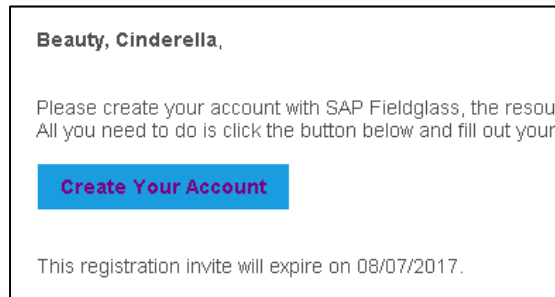 Beauty, Cinderella,
Please create your account with SAP Fieldglass, the
All you need to do is click the button below and fill out your
Create Your Account
This registration invite will expire on 08/07/2017.